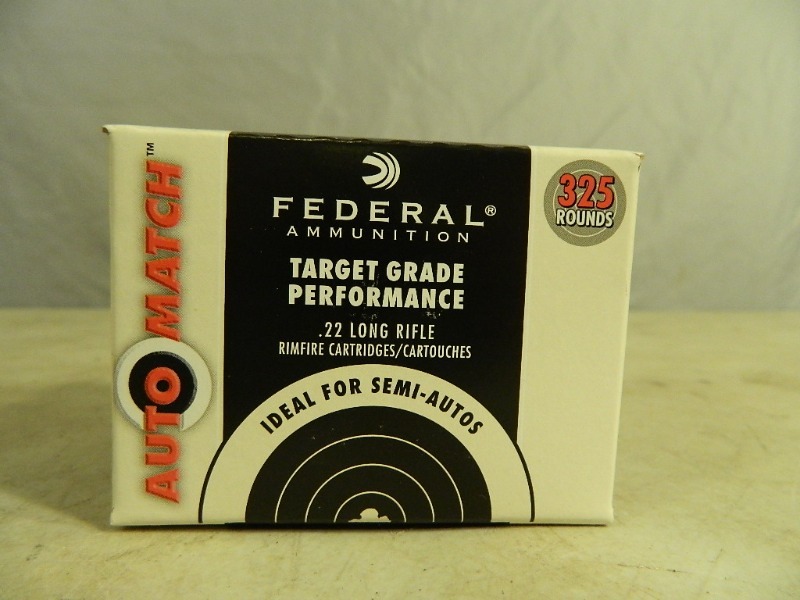 AUTO MATCH™
FEDERAL®
AMMUNITION
TARGET GRADE
PERFORMANCE
.22 LONG RIFLE
RIMFIRE CARTRIDGES/CARTOUCHES
IDEAL FOR SEMI-AUTOS
325
ROUNDS